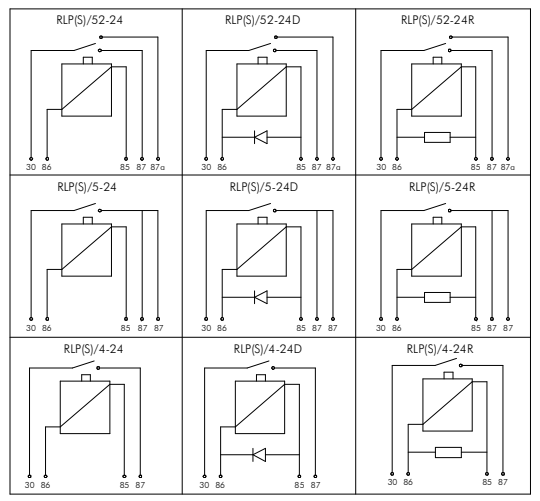 RLP(S)/52-24 RLP(S)/52-24D RLP(S)/52-24R
30 86 85 87 87a 30 86 85 87 87a 30 86 85 87 87a
RLP(S)/5-24 RLP(S)/5-24D RLP(S)/5-24R
30 86 85 87 87 30 86 85 87 87 30 86 85 87 87
RLP(S)/4-24 RLP(S)/4-24D RLP(S)/4-24R
30 86 85 87 30 86 85 87 30 86 85 87